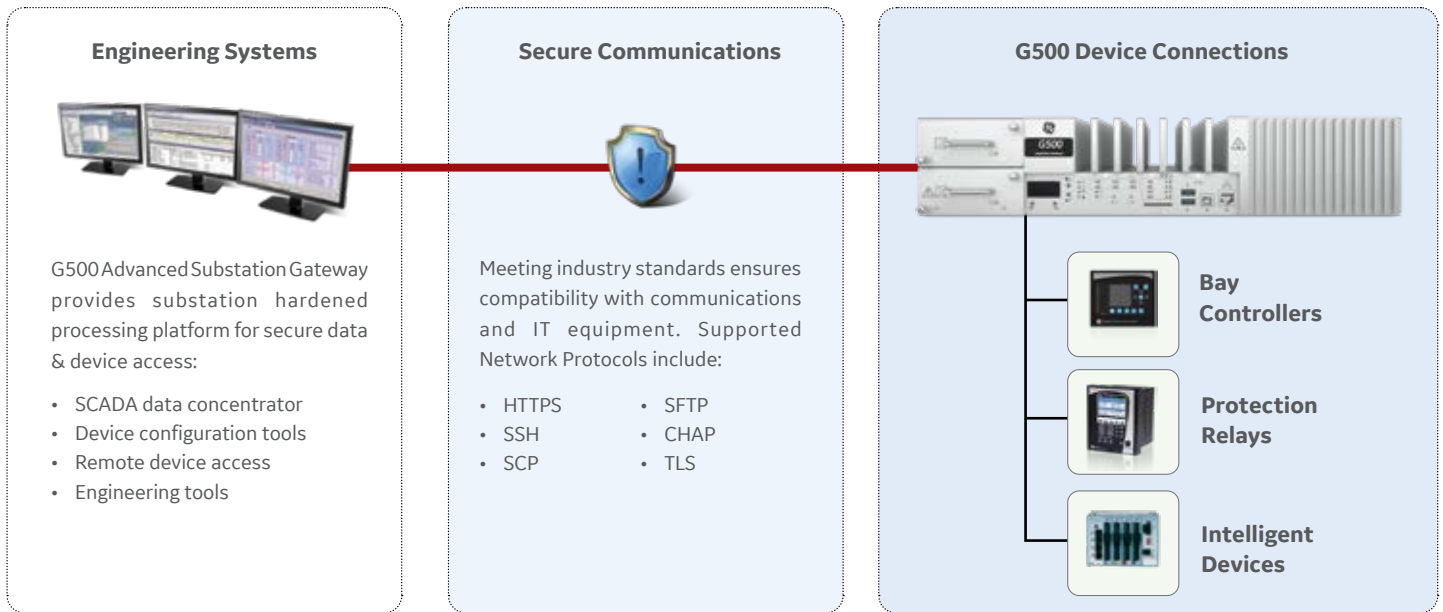 Engineering Systems
G500 Advanced Substation Gateway
provides substation hardened
processing platform for secure data
& device access:
• SCADA data concentrator
• Device configuration tools
• Remote device access
• Engineering tools
Secure Communications
Meeting industry standards ensures
compatibility with communications
and IT equipment. Supported
Network Protocols include:
• HTTPS
• SSH
• SCP
• SFTP
• CHAP
• TLS
G500 Device Connections
G500
Bay
Controllers
Protection
Relays
Intelligent
Devices